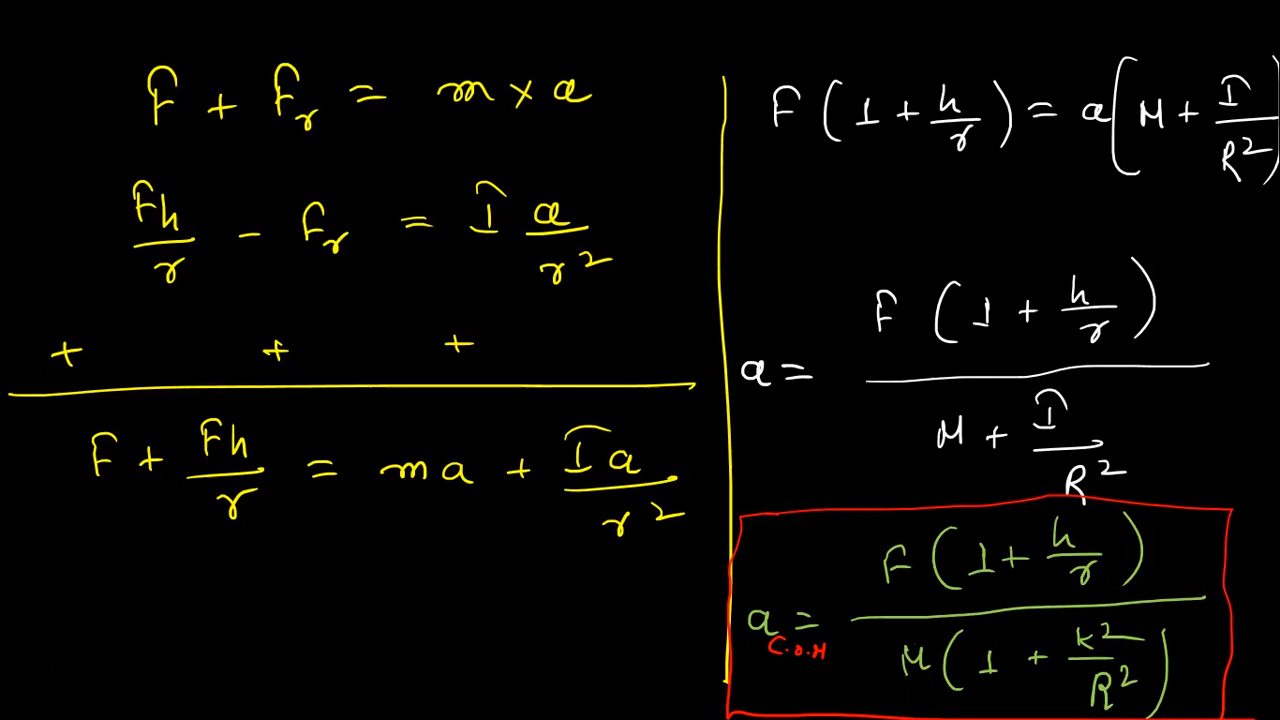 F + Fr = m × a
Fh/r - Fr = I a/r²
+ + +
F + Fh/r = ma + Ia/r²
F (1 + h/r) = a(M + I/R²)
a = F (1 + h/r) / M + I/R²
a C.O.M = F (1 + h/r) / M(1 + K²/R²)